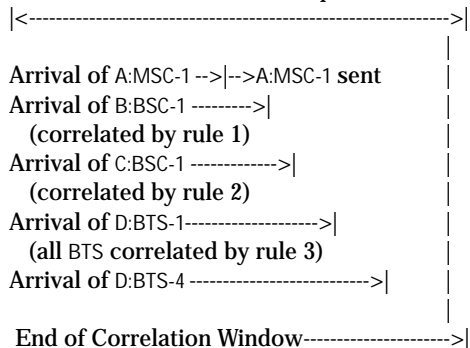 |<--------------------------------------------------------------->|
|
Arrival of A:MSC-1 -->|-->A:MSC-1 sent |
Arrival of B:BSC-1 --------->| |
(correlated by rule 1) |
Arrival of C:BSC-1 ------------->| |
(correlated by rule 2) |
Arrival of D:BTS-1-------------------->| |
(all BTS correlated by rule 3) |
Arrival of D:BTS-4 --------------------------->| |
|
End of Correlation Window---------------------->|